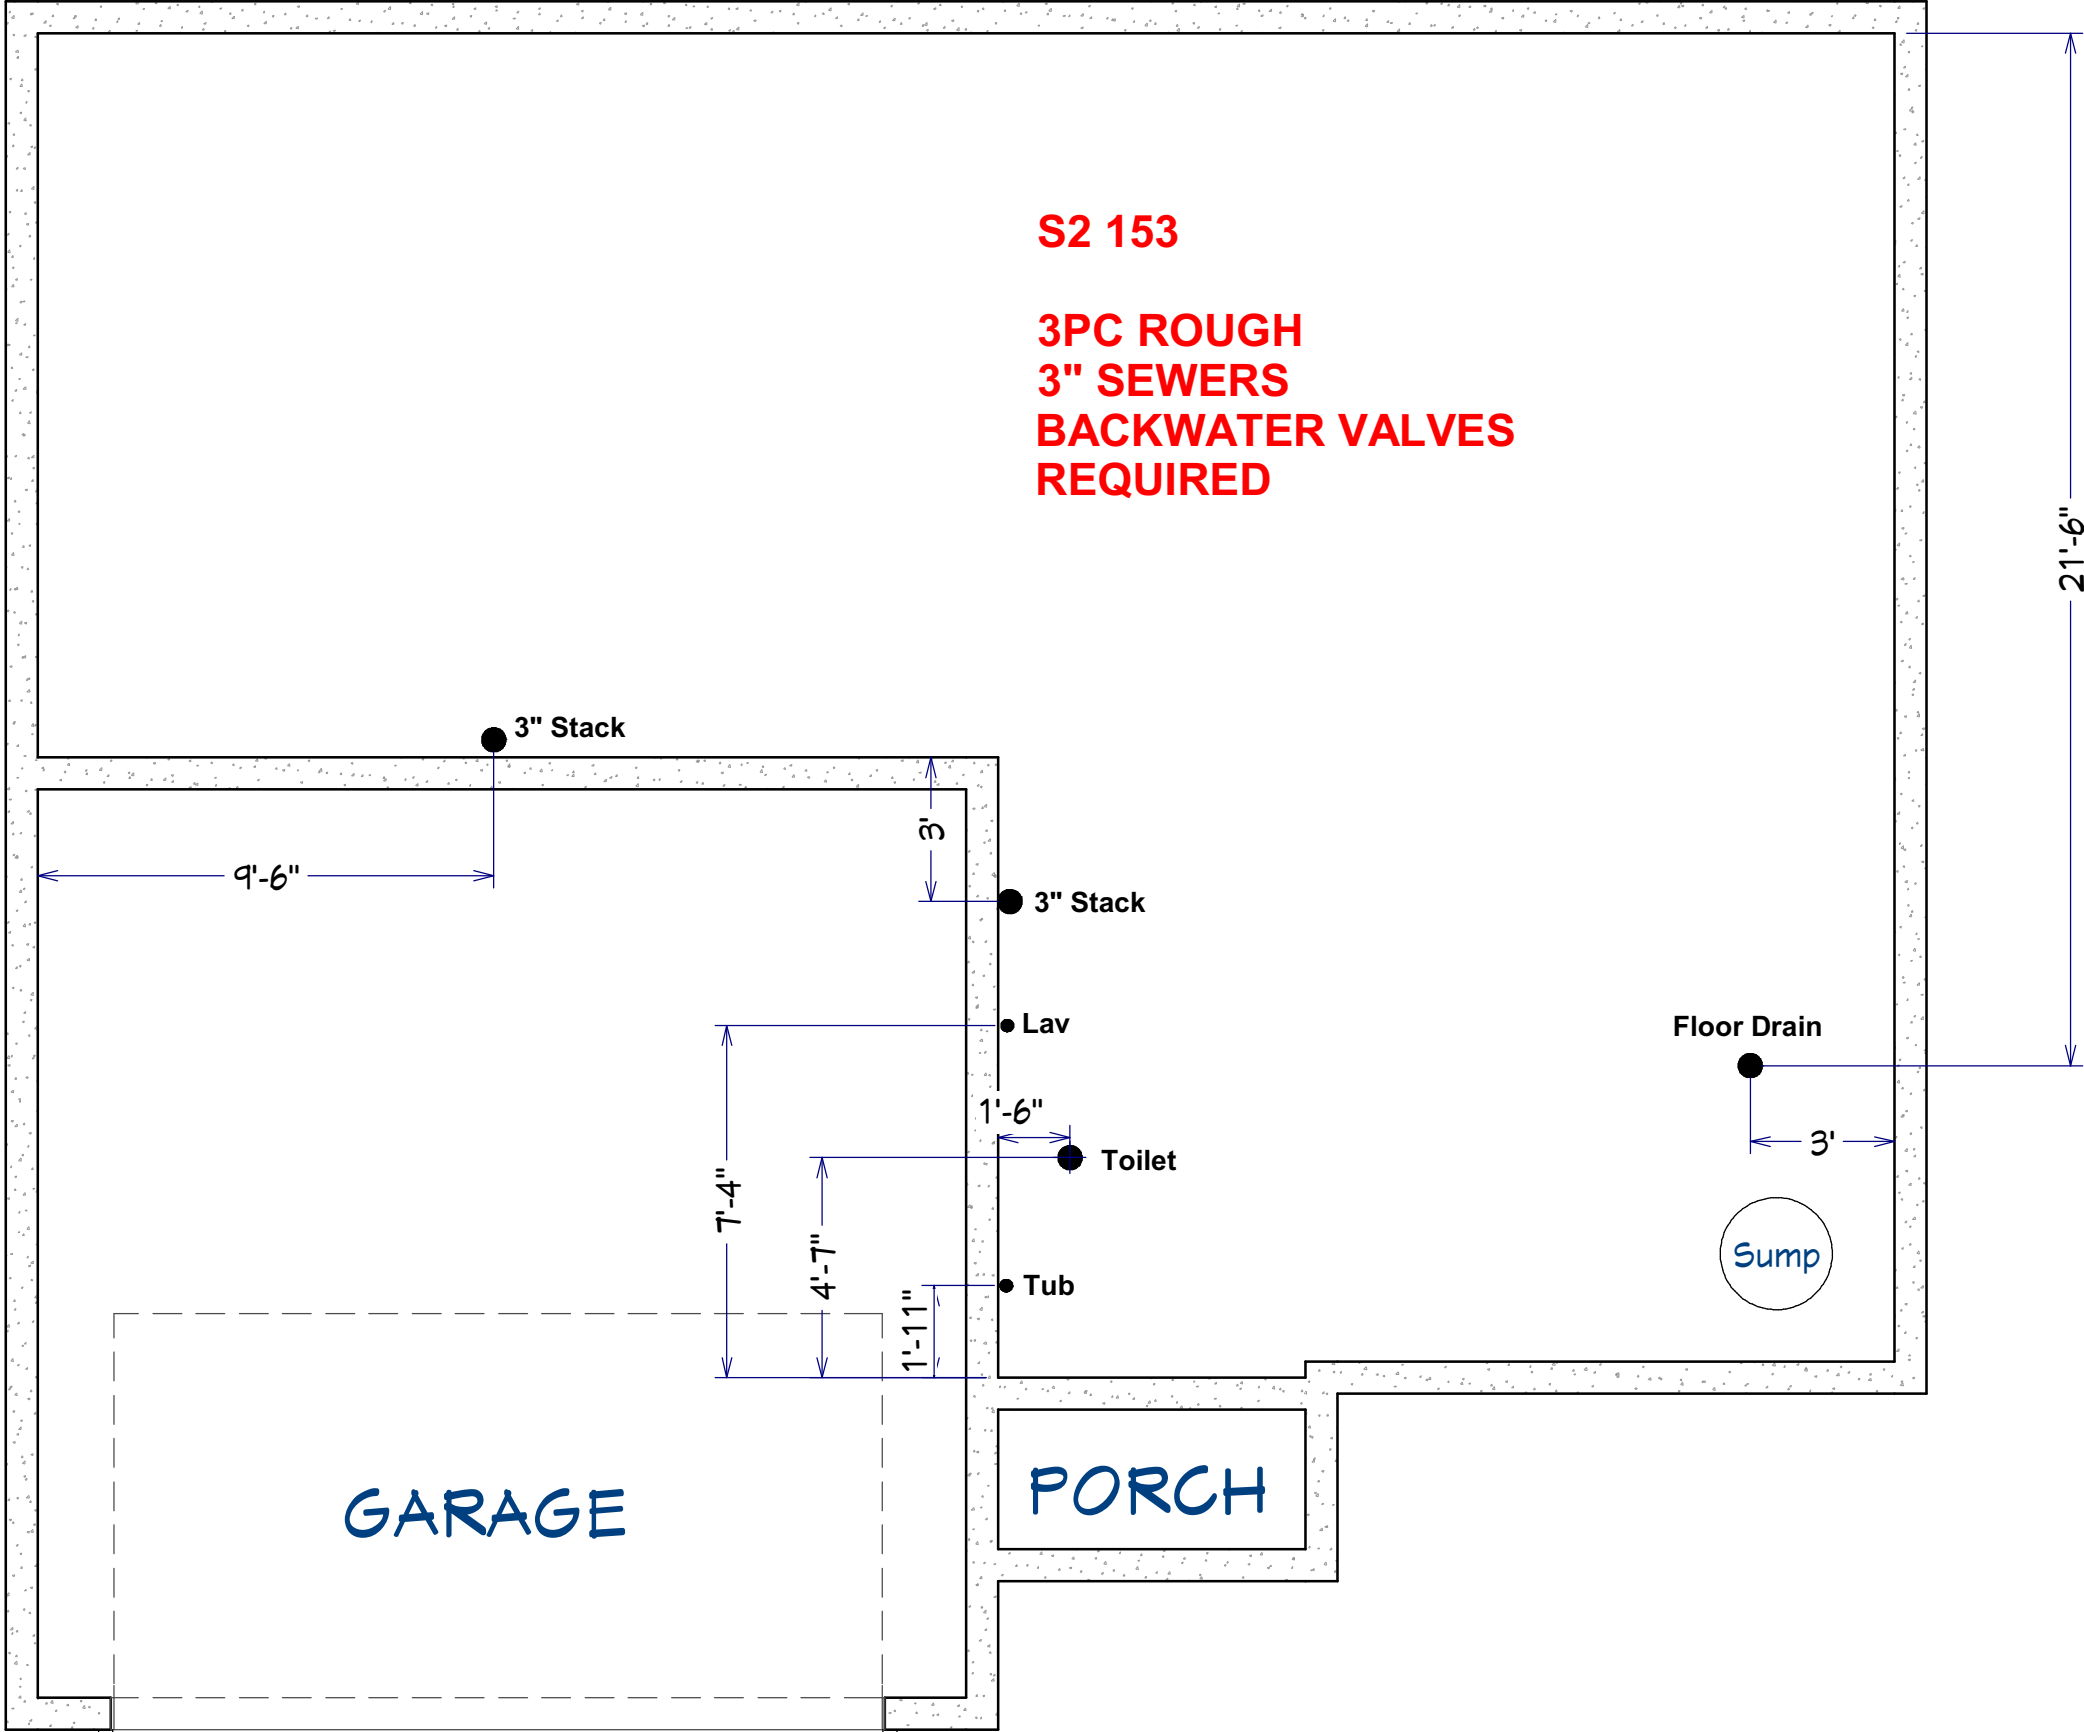 S2 153
3PC ROUGH
3" SEWERS
BACKWATER VALVES
REQUIRED
21'-6"
3" Stack
3'
9'-6"
3" Stack
Lav
Floor Drain
1'-6"
3'
Toilet
7'-4"
4'-7"
Sump
Tub
1'-11"
PORCH
GARAGE